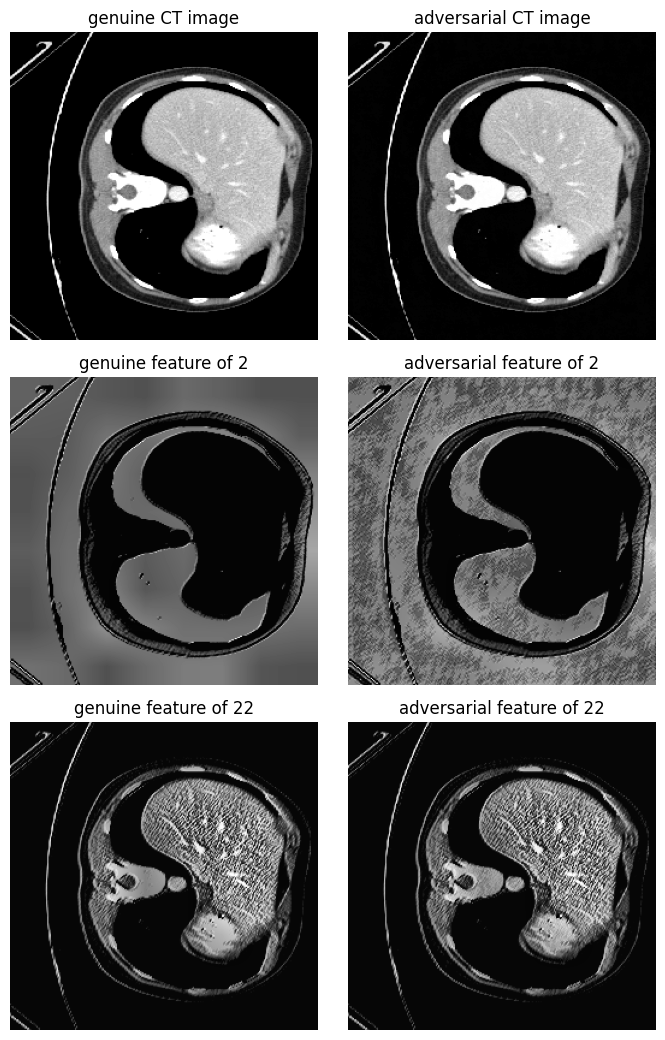 genuine CT image
adversarial CT image
genuine feature of 2
adversarial feature of 2
genuine feature of 22
adversarial feature of 22